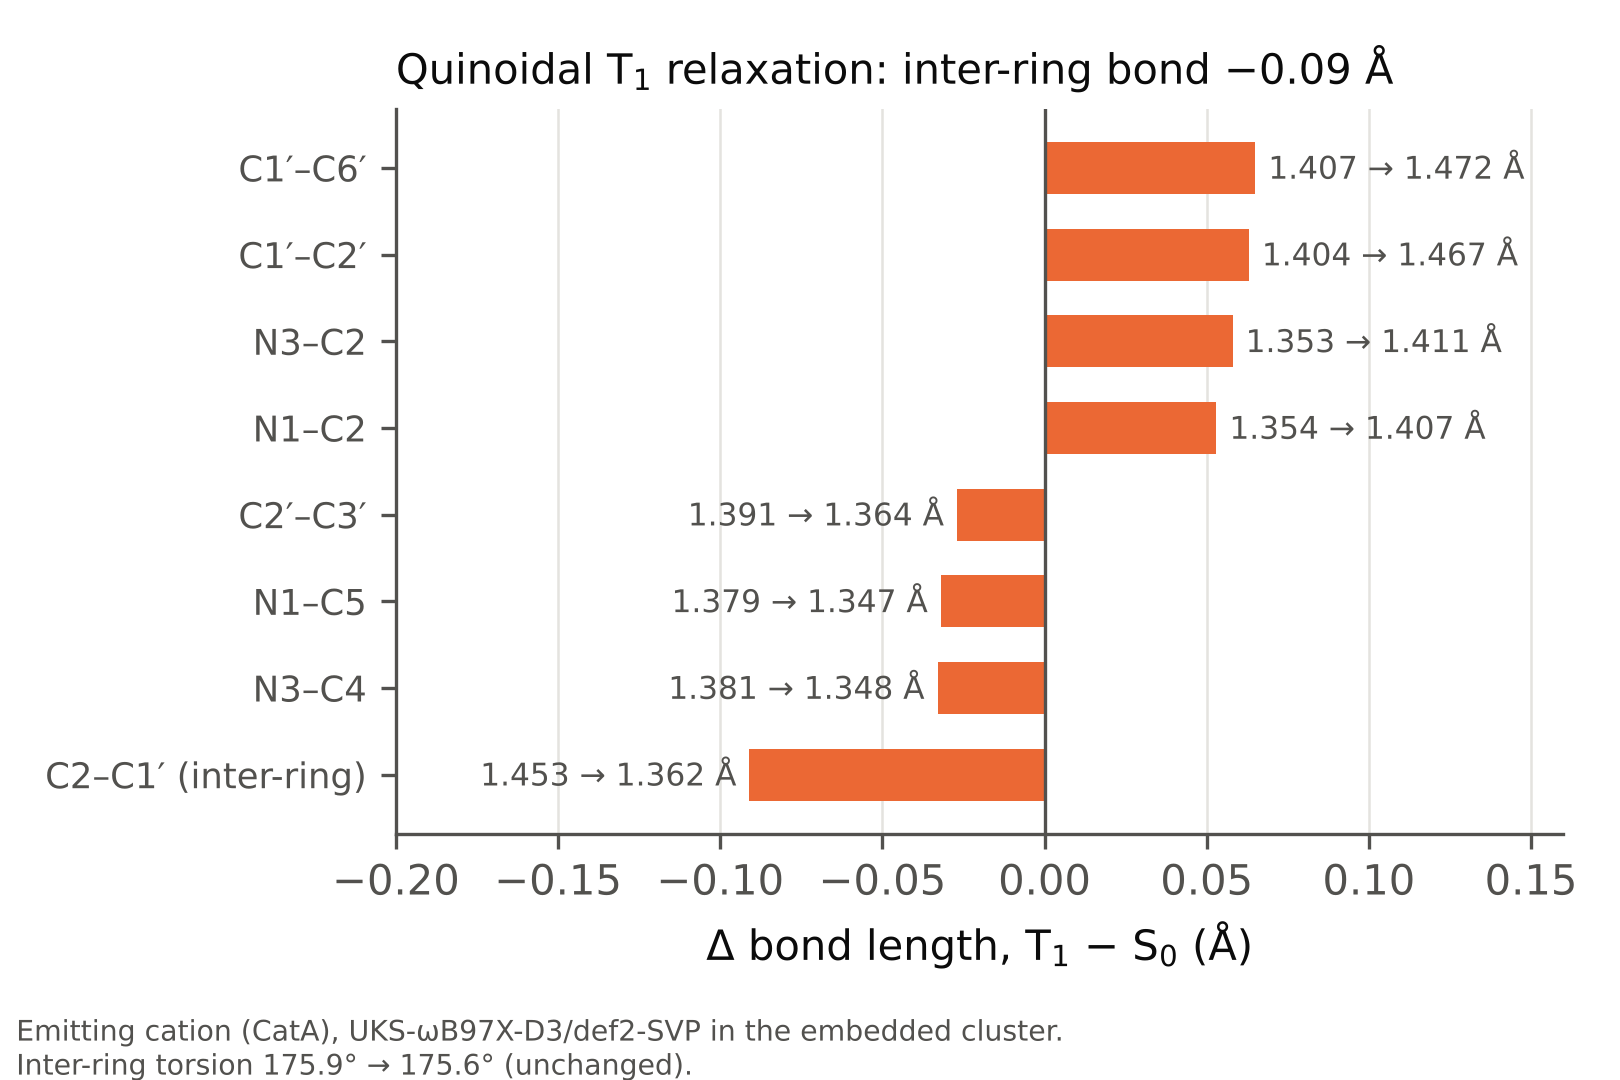 Quinoidal T₁ relaxation: inter-ring bond −0.09 Å
C1′–C6′ 1.407 → 1.472 Å
C1′–C2′ 1.404 → 1.467 Å
N3–C2 1.353 → 1.411 Å
N1–C2 1.354 → 1.407 Å
C2′–C3′ 1.391 → 1.364 Å
N1–C5 1.379 → 1.347 Å
N3–C4 1.381 → 1.348 Å
C2–C1′ (inter-ring) 1.453 → 1.362 Å
−0.20 −0.15 −0.10 −0.05 0.00 0.05 0.10 0.15
Δ bond length, T₁ − S₀ (Å)
Emitting cation (CatA), UKS-ωB97X-D3/def2-SVP in the embedded cluster.
Inter-ring torsion 175.9° → 175.6° (unchanged).